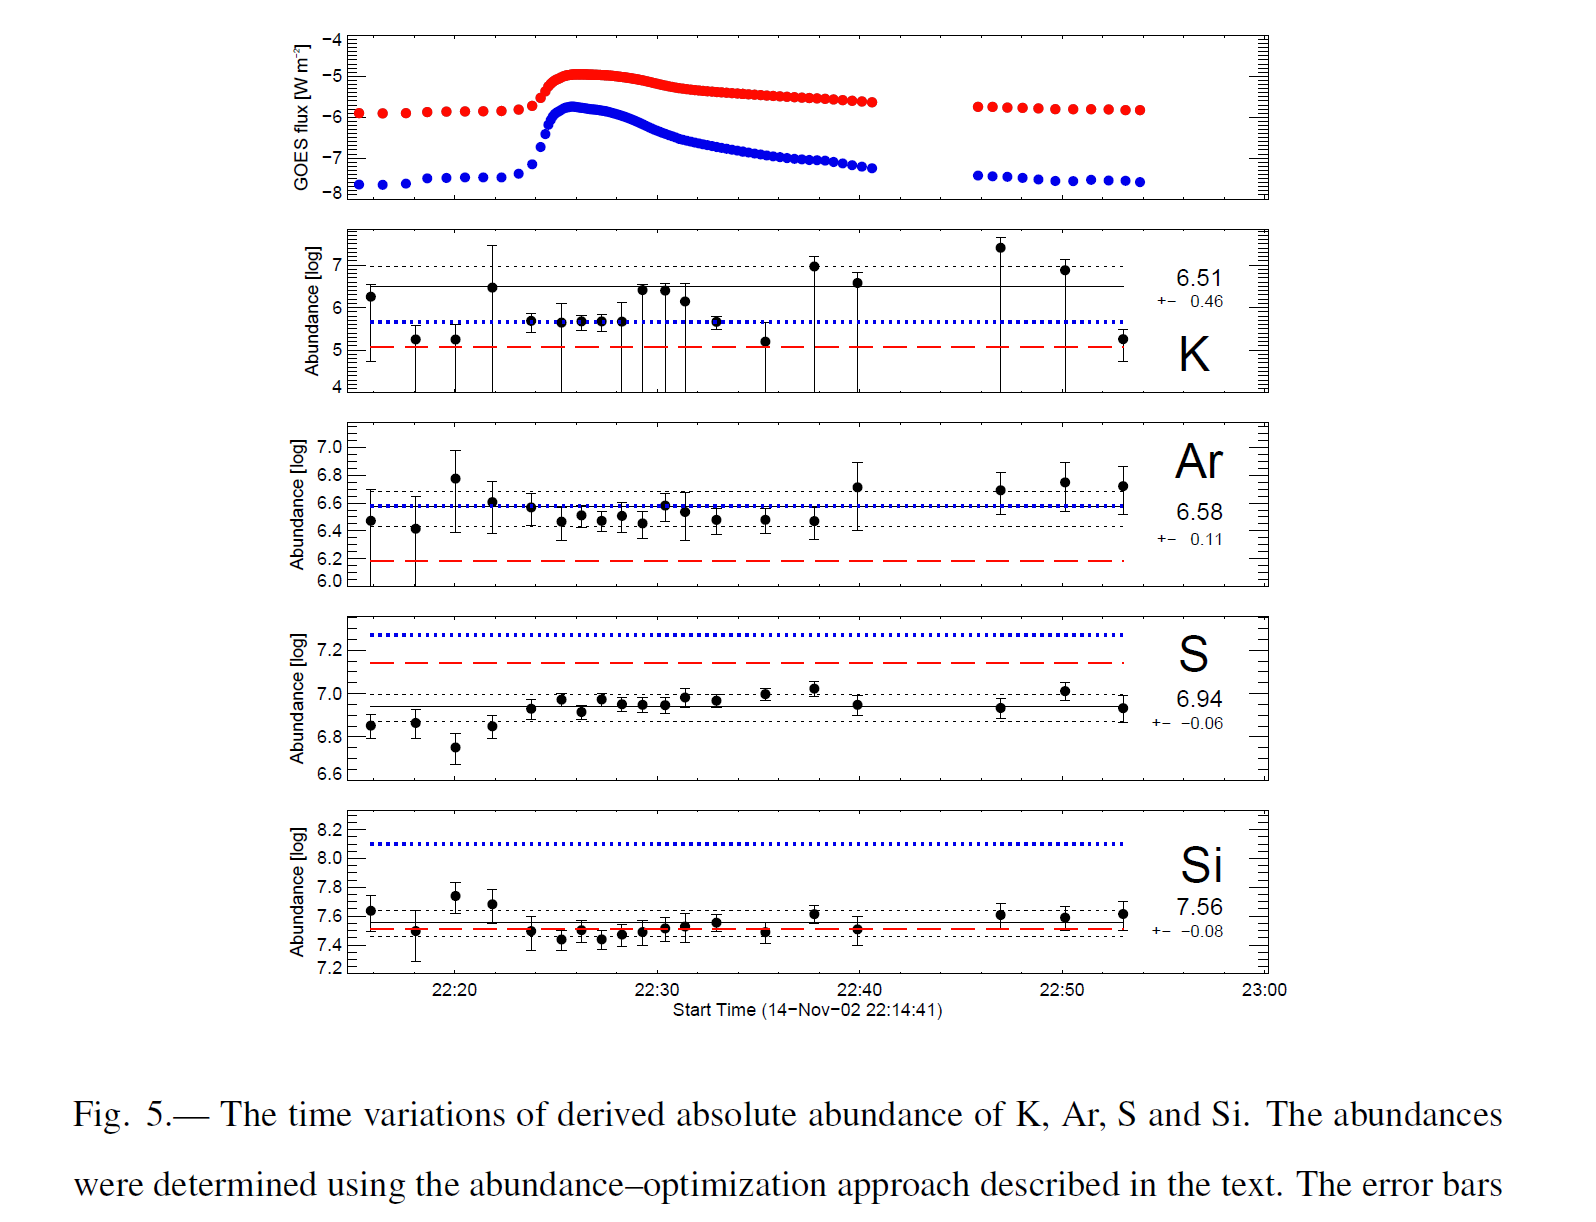 GOES flux [W m⁻²]
−4
−5
−6
−7
−8
Abundance [log]
7
6
5
4
6.51
+− 0.46
K
Abundance [log]
7.0
6.8
6.6
6.4
6.2
6.0
Ar
6.58
+− 0.11
Abundance [log]
7.2
7.0
6.8
6.6
S
6.94
+− −0.06
Abundance [log]
8.2
8.0
7.8
7.6
7.4
7.2
Si
7.56
+− −0.08
22:20 22:30 22:40 22:50 23:00
Start Time (14−Nov−02 22:14:41)
Fig. 5.— The time variations of derived absolute abundance of K, Ar, S and Si. The abundances
were determined using the abundance–optimization approach described in the text. The error bars